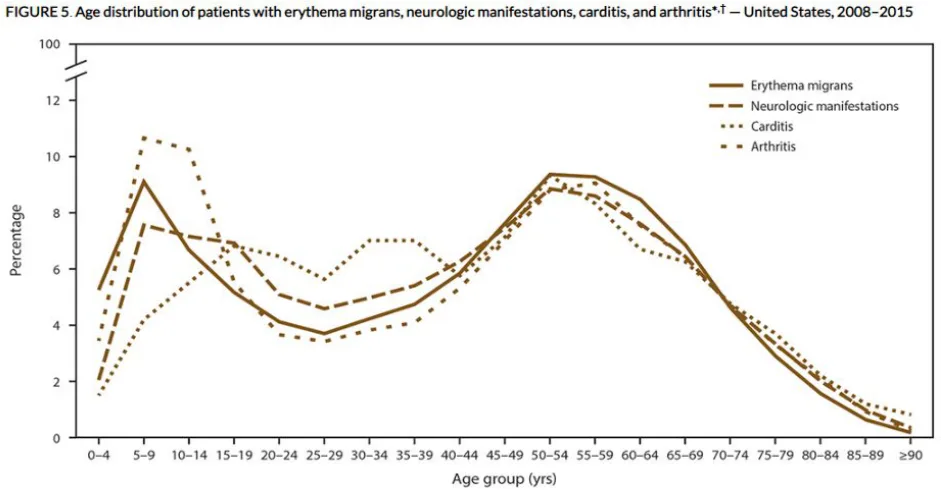 FIGURE 5. Age distribution of patients with erythema migrans, neurologic manifestations, carditis, and arthritis*,† — United States, 2008–2015
100
12
10
8
6
4
2
0
Percentage
Erythema migrans
Neurologic manifestations
Carditis
Arthritis
0–4 5–9 10–14 15–19 20–24 25–29 30–34 35–39 40–44 45–49 50–54 55–59 60–64 65–69 70–74 75–79 80–84 85–89 ≥90
Age group (yrs)